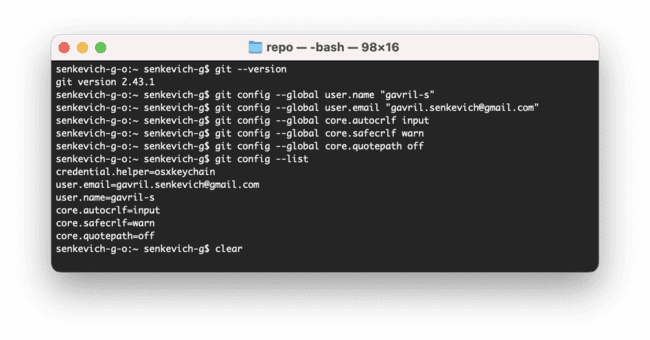 repo — -bash — 98×16
senkevich-g-o:~ senkevich-g$ git --version
git version 2.43.1
senkevich-g-o:~ senkevich-g$ git config --global user.name "gavril-s"
senkevich-g-o:~ senkevich-g$ git config --global user.email "gavril.senkevich@gmail.com"
senkevich-g-o:~ senkevich-g$ git config --global core.autocrlf input
senkevich-g-o:~ senkevich-g$ git config --global core.safecrlf warn
senkevich-g-o:~ senkevich-g$ git config --global core.quotepath off
senkevich-g-o:~ senkevich-g$ git config --list
credential.helper=osxkeychain
user.email=gavril.senkevich@gmail.com
user.name=gavril-s
core.autocrlf=input
core.safecrlf=warn
core.quotepath=off
senkevich-g-o:~ senkevich-g$ clear